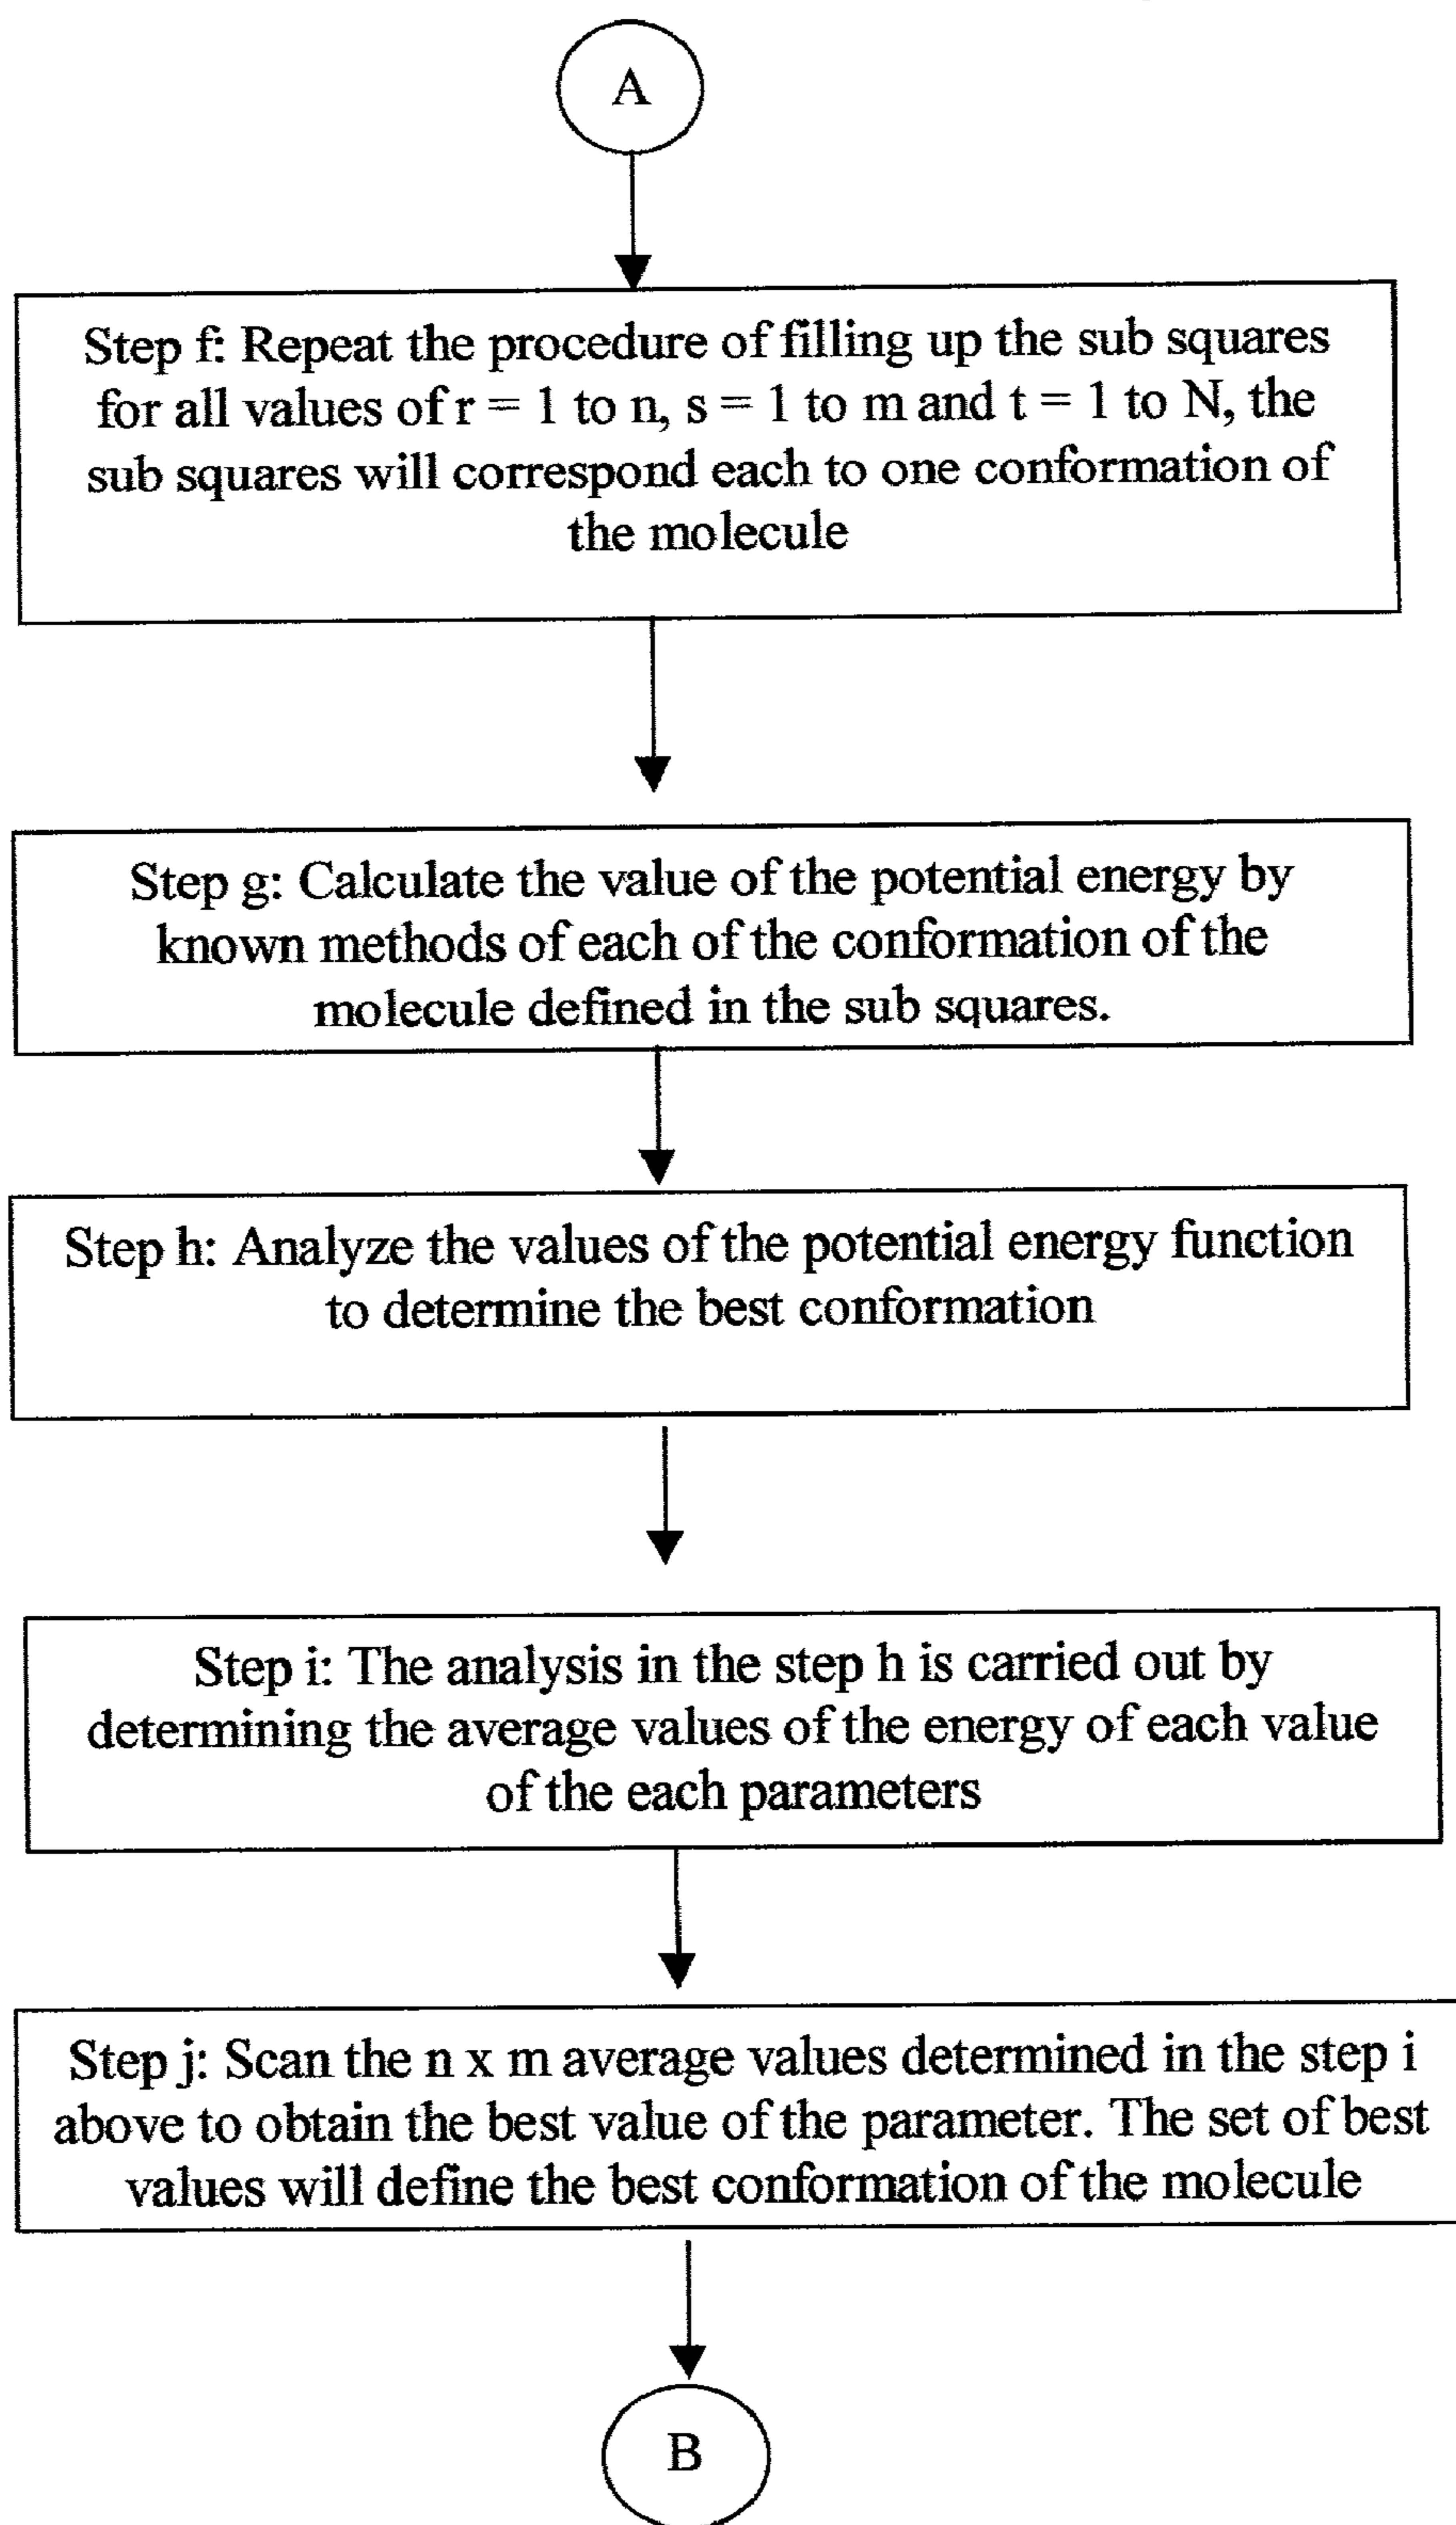 A
Step f: Repeat the procedure of filling up the sub squares
for all values of r = 1 to n, s = 1 to m and t = 1 to N, the
sub squares will correspond each to one conformation of
the molecule
Step g: Calculate the value of the potential energy by
known methods of each of the conformation of the
molecule defined in the sub squares.
Step h: Analyze the values of the potential energy function
to determine the best conformation
Step i: The analysis in the step h is carried out by
determining the average values of the energy of each value
of the each parameters
Step j: Scan the n x m average values determined in the step i
above to obtain the best value of the parameter. The set of best
values will define the best conformation of the molecule
B